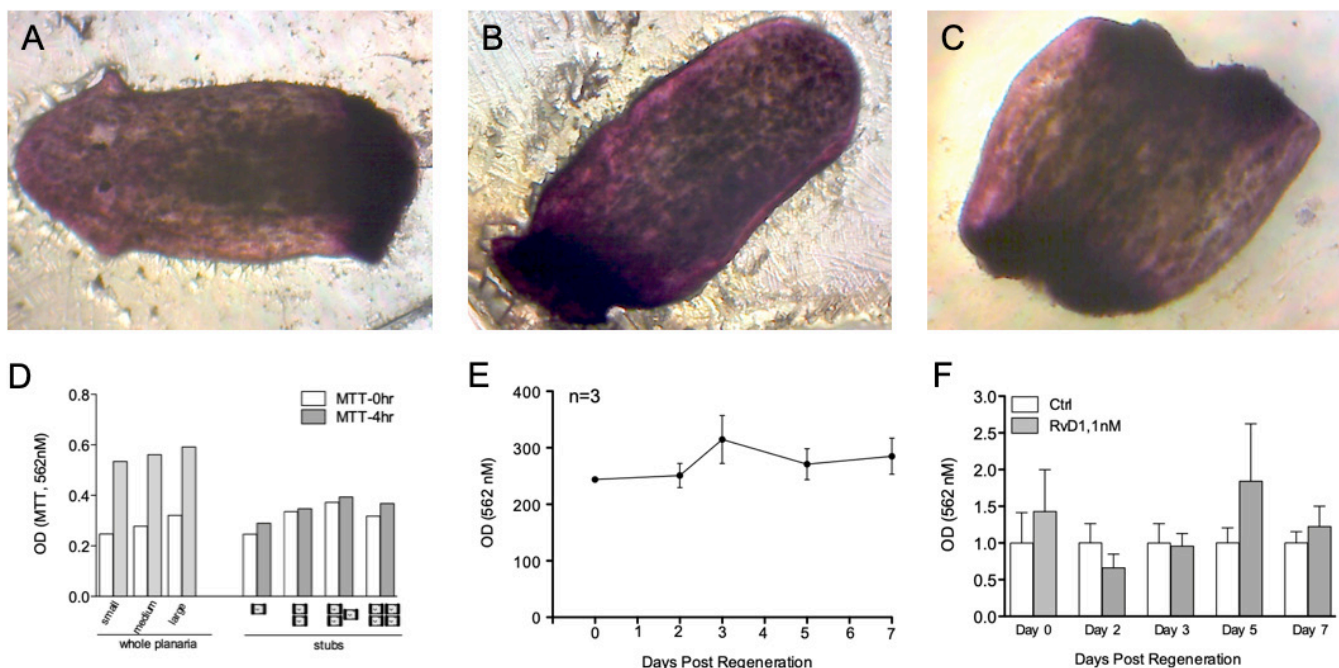 A
B
C
D
OD (MTT, 562nM)
0.8
0.6
0.4
0.2
0.0
MTT-0hr
MTT-4hr
small
medium
large
whole planaria
stubs
E
n=3
OD (562 nM)
400
300
200
100
0
0 1 2 3 4 5 6 7
Days Post Regeneration
F
OD (562 nM)
3.0
2.5
2.0
1.5
1.0
0.5
0.0
Ctrl
RvD1,1nM
Day 0 Day 2 Day 3 Day 5 Day 7